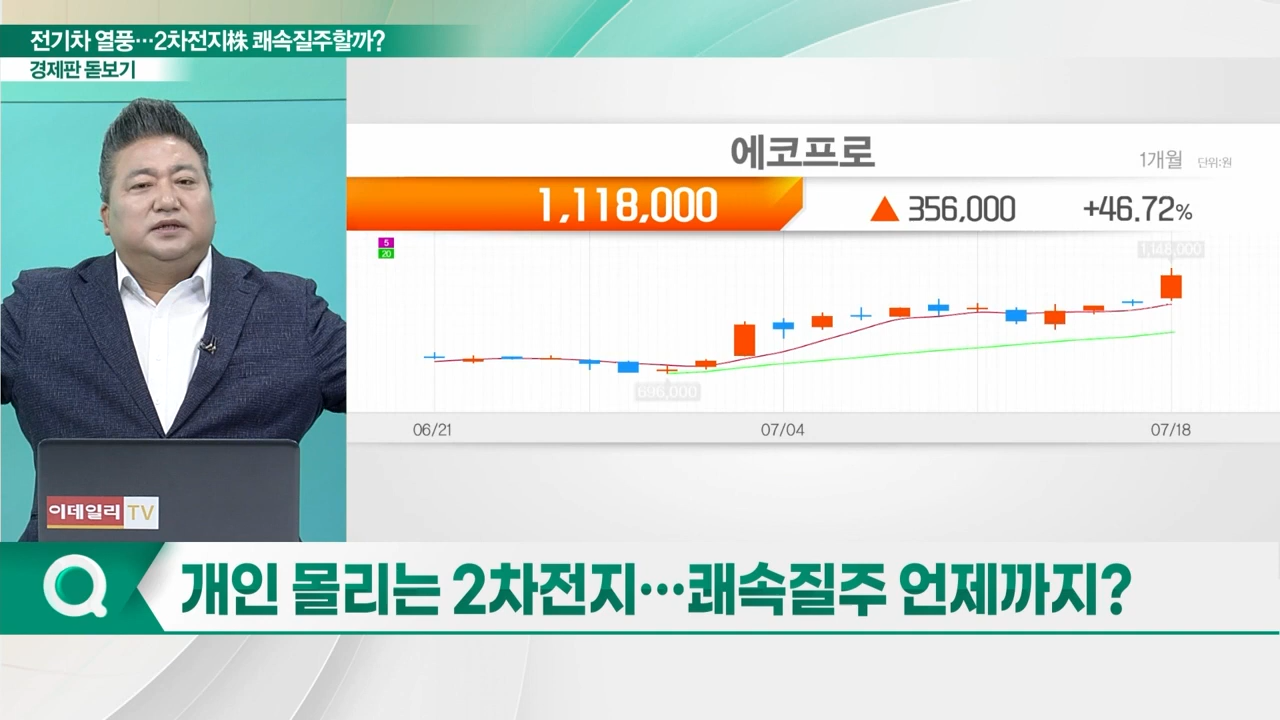 전기차 열풍…2차전지株 쾌속질주할까?
경제판 돋보기
에코프로
1개월 단위:원
1,118,000 ▲ 356,000 +46.72%
5
20
1,148,000
696,000
06/21 07/04 07/18
이데일리 TV
개인 몰리는 2차전지…쾌속질주 언제까지?